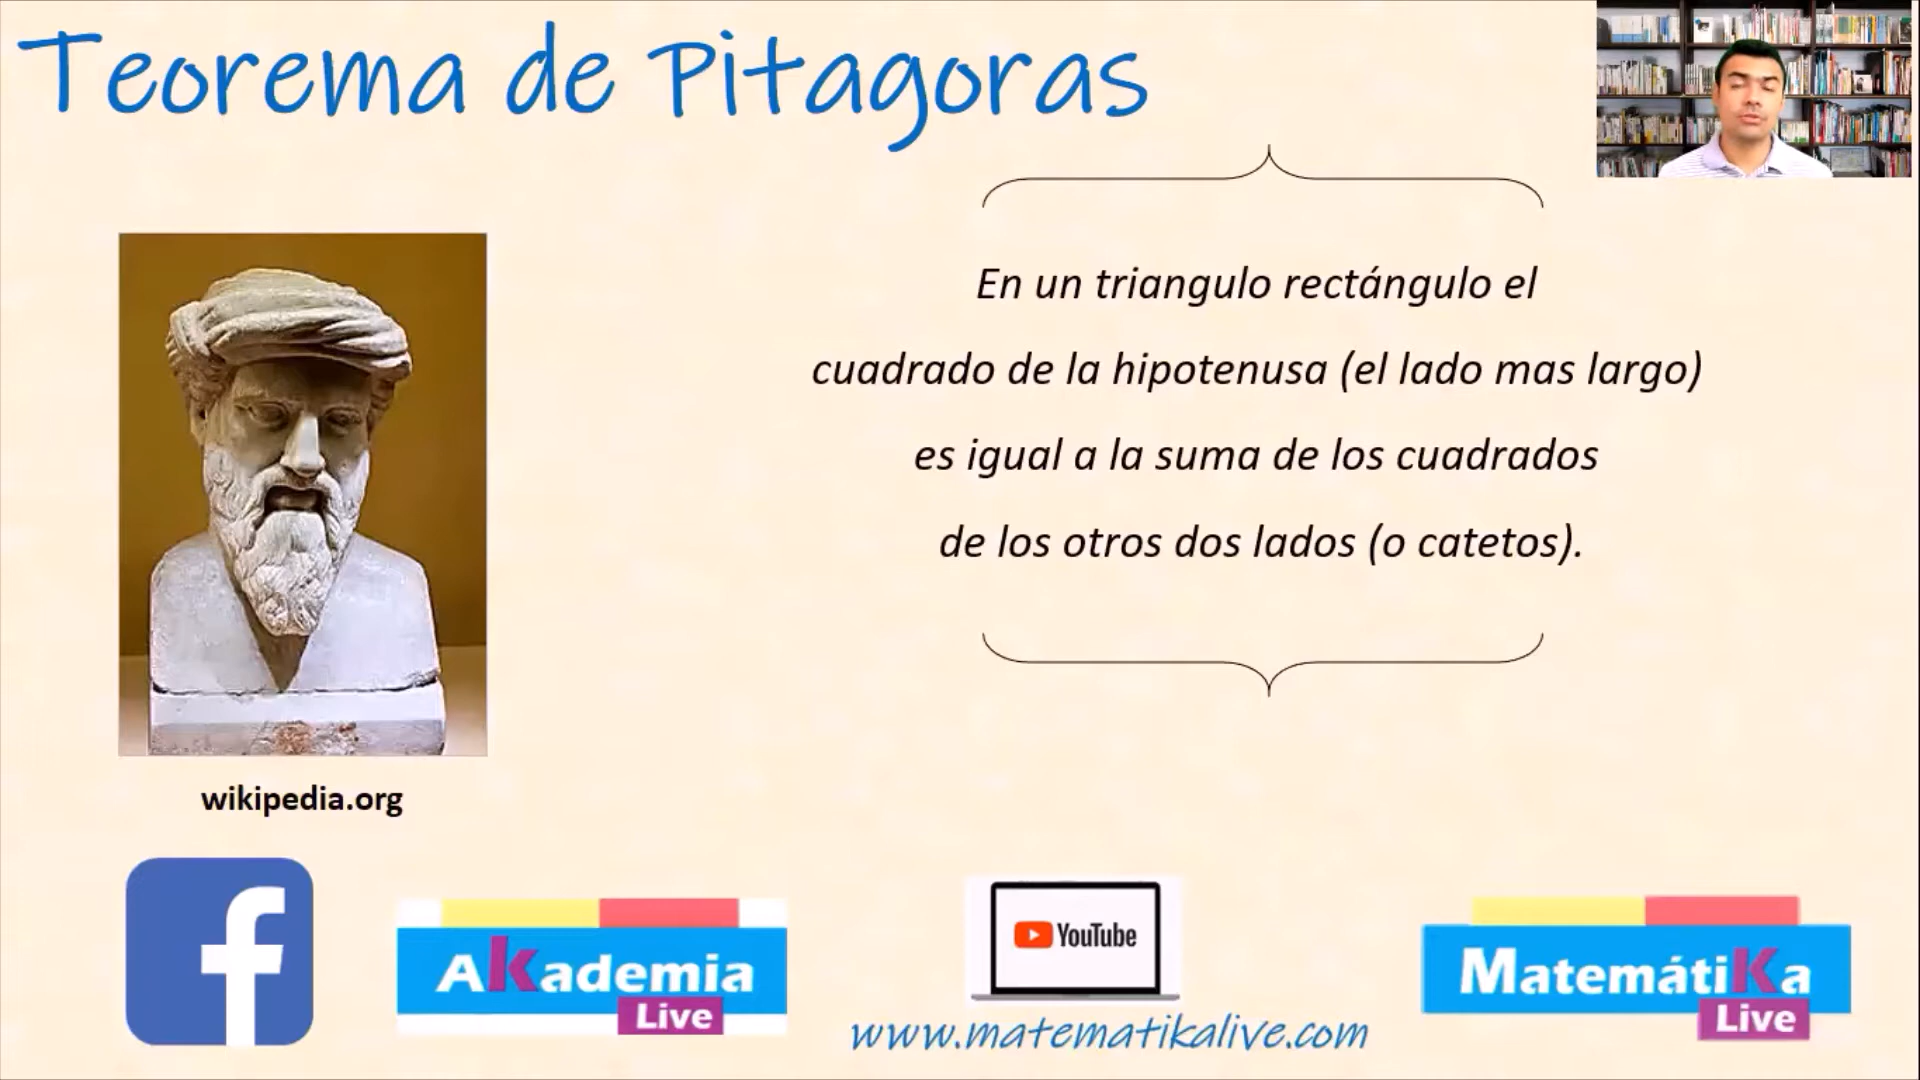 Teorema de Pitagoras
En un triangulo rectángulo el
cuadrado de la hipotenusa (el lado mas largo)
es igual a la suma de los cuadrados
de los otros dos lados (o catetos).
wikipedia.org
f
AKademia
Live
YouTube
www.matematikalive.com
MatemátiKa
Live